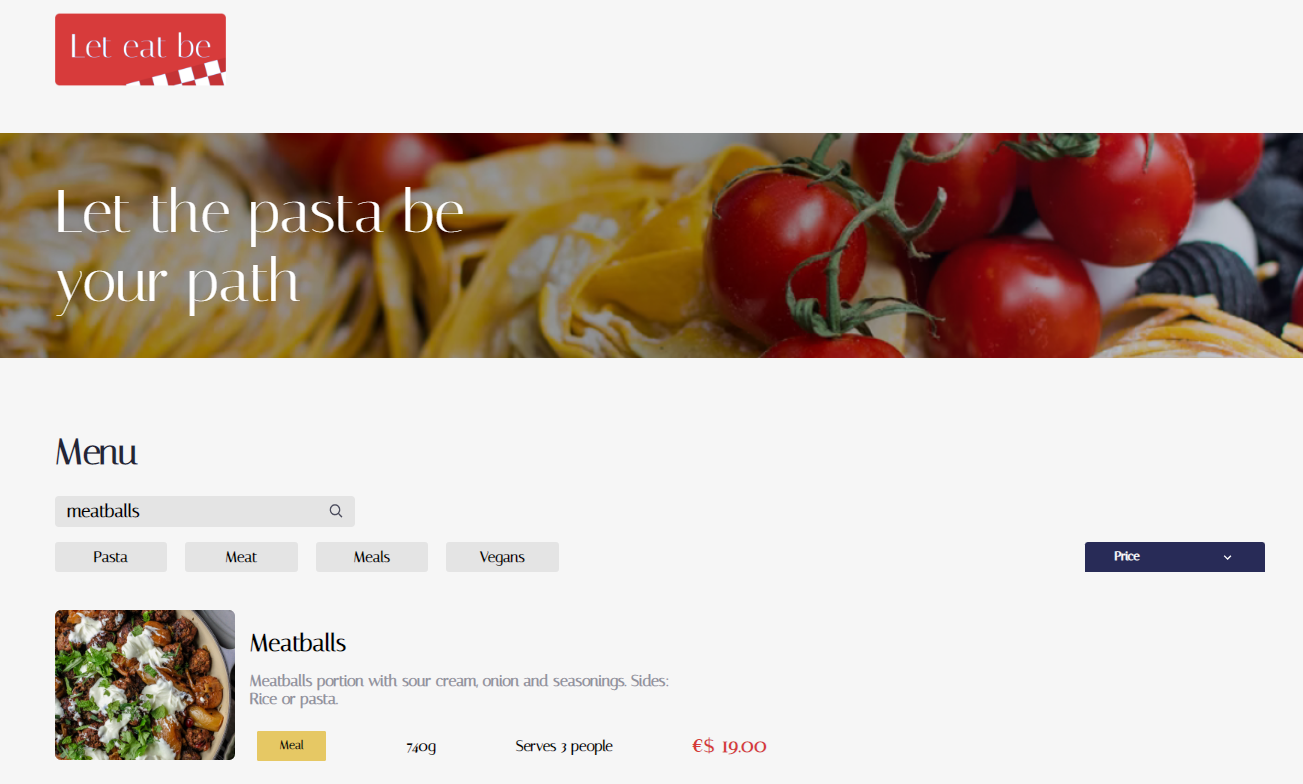 Let eat be
Let the pasta be
your path
Menu
meatballs
Pasta
Meat
Meals
Vegans
Price
Meatballs
Meatballs portion with sour cream, onion and seasonings. Sides:
Rice or pasta.
Meal
740g
Serves 3 people
€$ 19.00